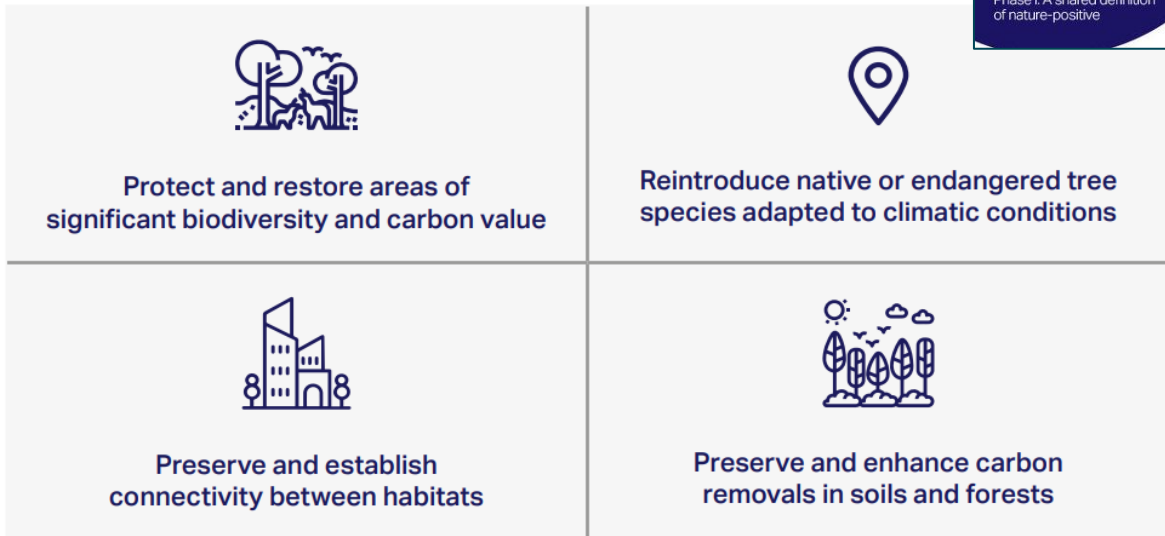 Phase I: A shared definition
of nature-positive
Protect and restore areas of
significant biodiversity and carbon value
Reintroduce native or endangered tree
species adapted to climatic conditions
Preserve and establish
connectivity between habitats
Preserve and enhance carbon
removals in soils and forests